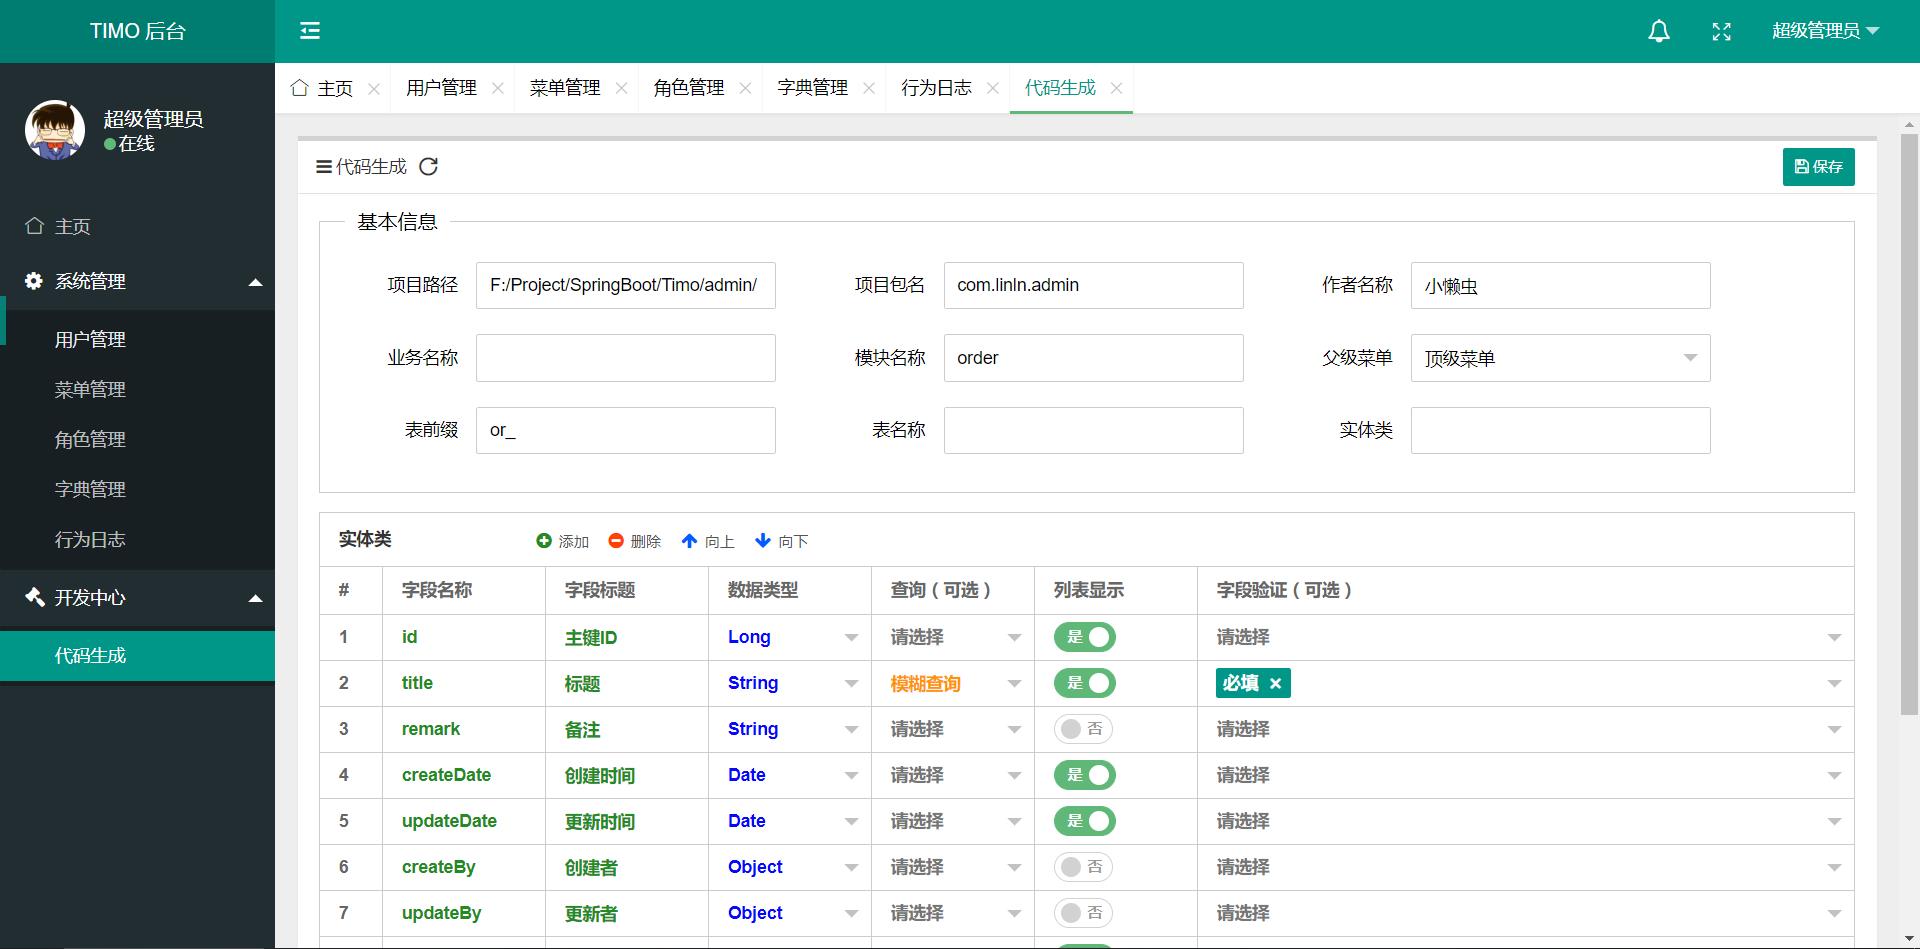 TIMO 后台
超级管理员
主页 用户管理 菜单管理 角色管理 字典管理 行为日志 代码生成
超级管理员
在线
主页
系统管理
用户管理
菜单管理
角色管理
字典管理
行为日志
开发中心
代码生成
代码生成
保存
基本信息
项目路径 F:/Project/SpringBoot/Timo/admin/ 项目包名 com.linln.admin 作者名称 小懒虫
业务名称 模块名称 order 父级菜单 顶级菜单
表前缀 or_ 表名称 实体类
实体类 添加 删除 向上 向下
# 字段名称 字段标题 数据类型 查询（可选） 列表显示 字段验证（可选）
1 id 主键ID Long 请选择 是 请选择
2 title 标题 String 模糊查询 是 必填
3 remark 备注 String 请选择 否 请选择
4 createDate 创建时间 Date 请选择 是 请选择
5 updateDate 更新时间 Date 请选择 是 请选择
6 createBy 创建者 Object 请选择 否 请选择
7 updateBy 更新者 Object 请选择 否 请选择